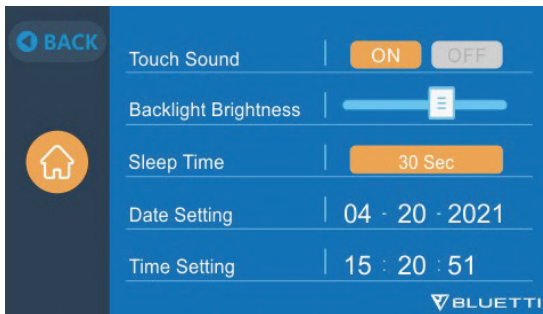 BACK
Touch Sound ON OFF
Backlight Brightness
Sleep Time 30 Sec
Date Setting 04 - 20 - 2021
Time Setting 15 : 20 : 51
BLUETTI